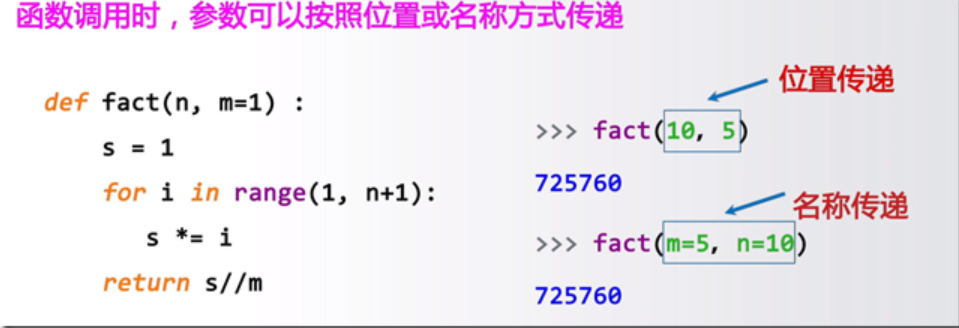 函数调用时，参数可以按照位置或名称方式传递
def fact(n, m=1) :
    s = 1
    for i in range(1, n+1):
        s *= i
    return s//m
位置传递
>>> fact(10, 5)
725760
名称传递
>>> fact(m=5, n=10)
725760